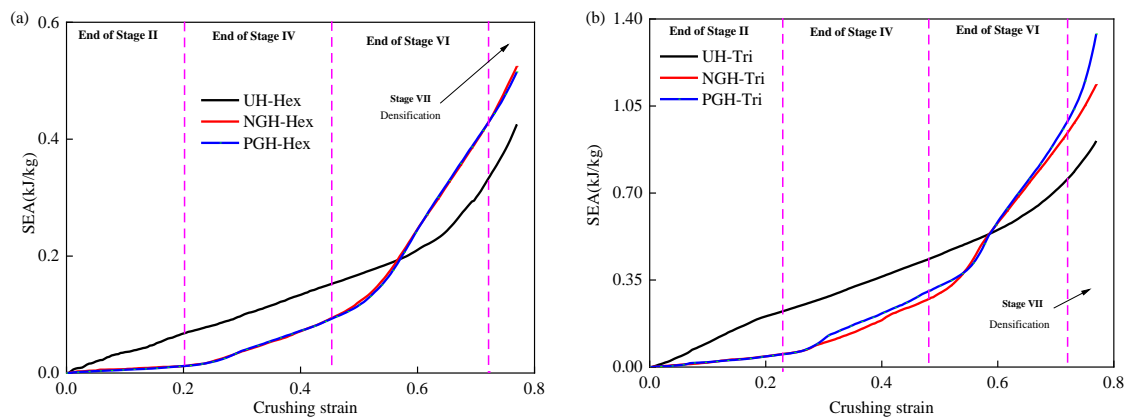 (a)
End of Stage II
End of Stage IV
End of Stage VI
UH-Hex
NGH-Hex
PGH-Hex
Stage VII
Densification
SEA(kJ/kg)
0.6
0.4
0.2
0.0
0.0 0.2 0.4 0.6 0.8
Crushing strain
(b)
End of Stage II
End of Stage IV
End of Stage VI
UH-Tri
NGH-Tri
PGH-Tri
Stage VII
Densification
SEA(kJ/kg)
1.40
1.05
0.70
0.35
0.00
0.0 0.2 0.4 0.6 0.8
Crushing strain